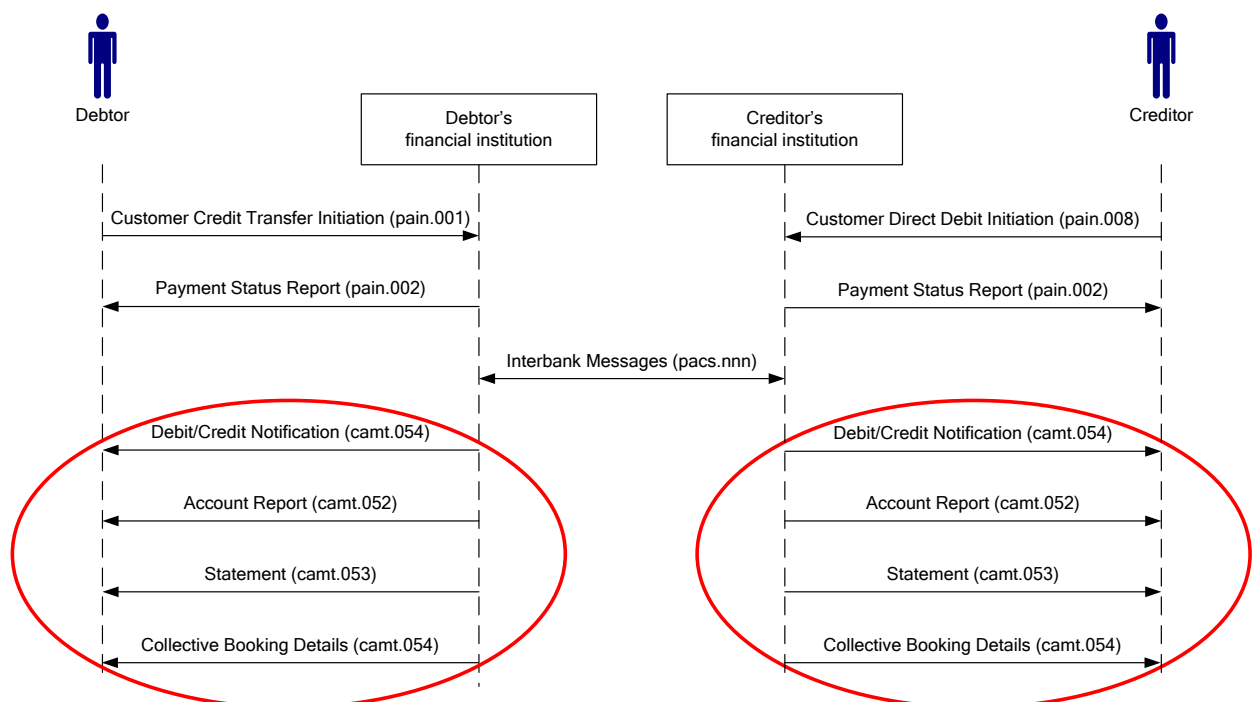 Debtor
Debtor's
financial institution
Creditor's
financial institution
Creditor
Customer Credit Transfer Initiation (pain.001)
Customer Direct Debit Initiation (pain.008)
Payment Status Report (pain.002)
Payment Status Report (pain.002)
Interbank Messages (pacs.nnn)
Debit/Credit Notification (camt.054)
Debit/Credit Notification (camt.054)
Account Report (camt.052)
Account Report (camt.052)
Statement (camt.053)
Statement (camt.053)
Collective Booking Details (camt.054)
Collective Booking Details (camt.054)